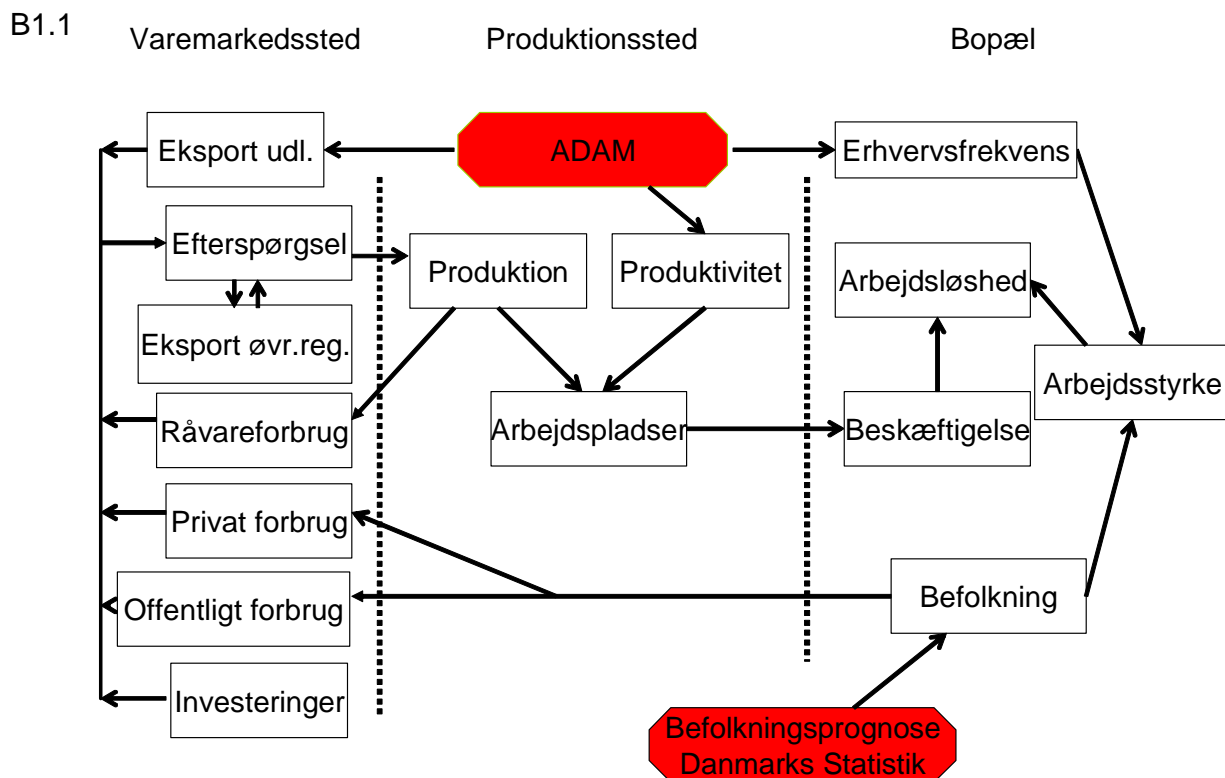 B1.1
Varemarkedssted
Produktionssted
Bopæl
Eksport udl.
ADAM
Erhvervsfrekvens
Efterspørgsel
Produktion
Produktivitet
Arbejdsløshed
Eksport øvr.reg.
Arbejdsstyrke
Råvareforbrug
Arbejdspladser
Beskæftigelse
Privat forbrug
Offentligt forbrug
Befolkning
Investeringer
Befolkningsprognose
Danmarks Statistik